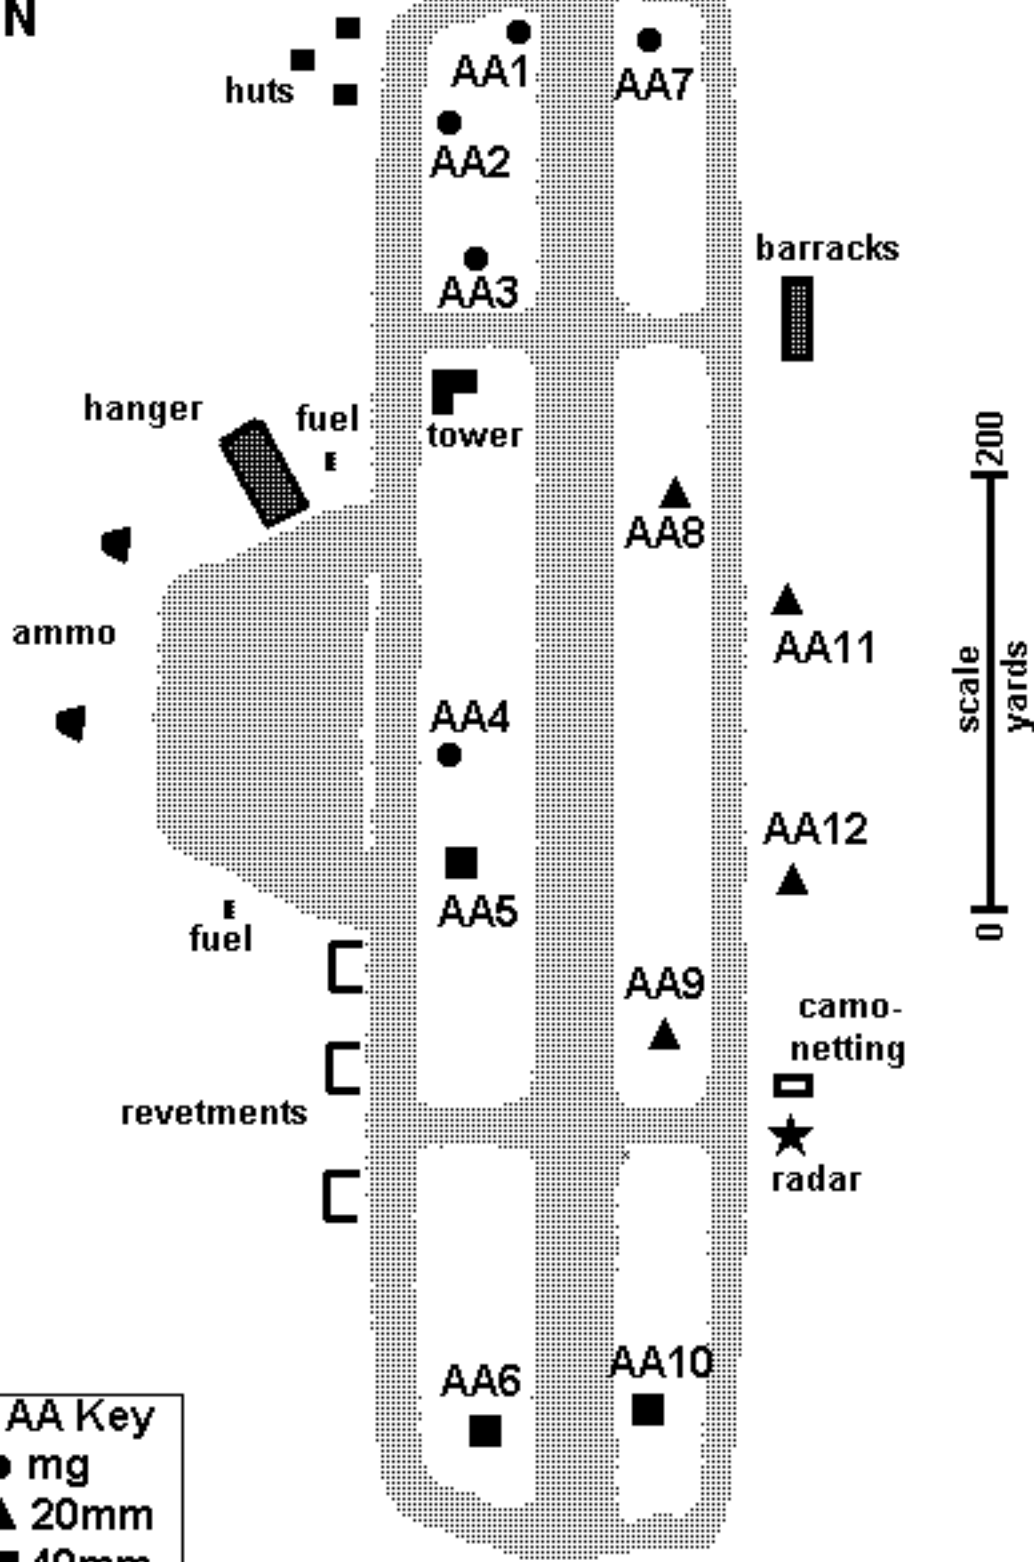 N
huts
AA1
AA7
AA2
barracks
AA3
hanger
fuel
tower
200
AA8
ammo
AA11
scale
yards
AA4
AA12
AA5
fuel
0
AA9
camo-
netting
revetments
radar
AA10
AA6
AA Key
mg
20mm
40mm